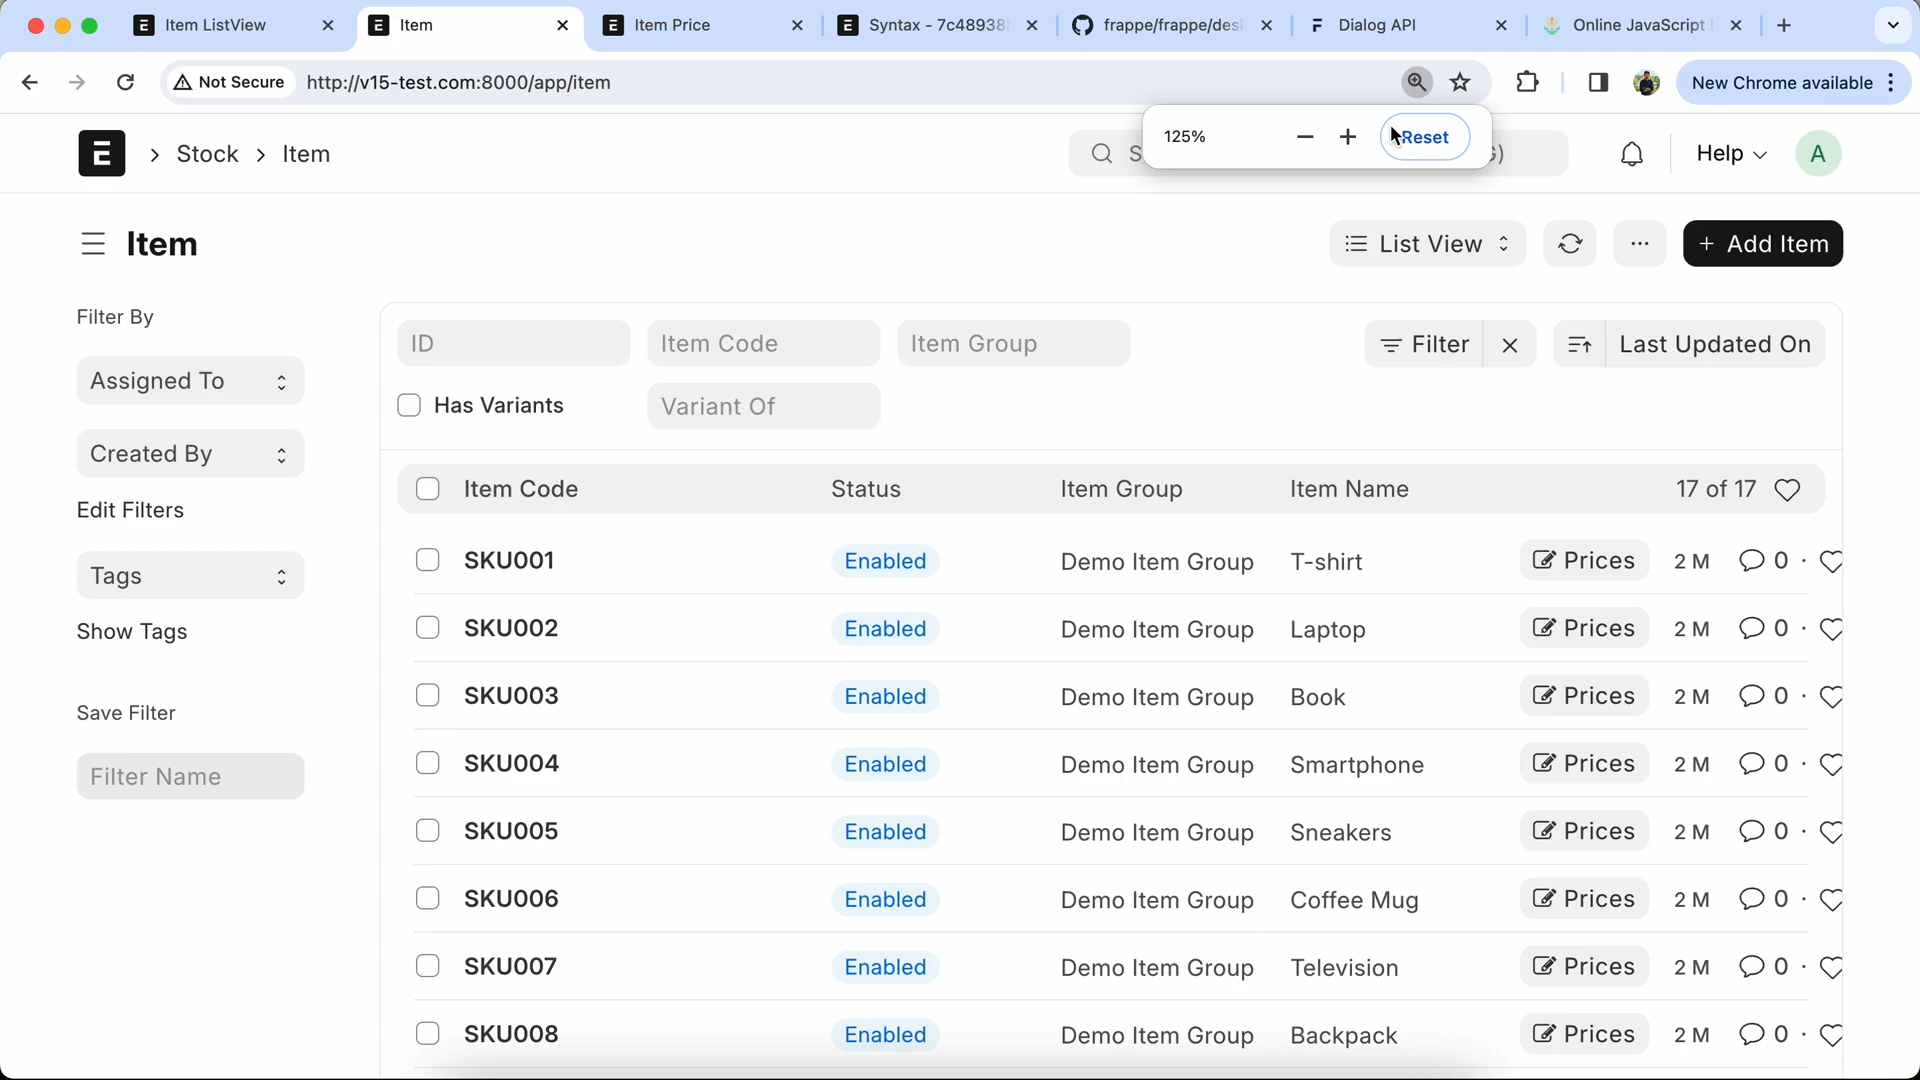 Item ListView
Item
Item Price
Syntax - 7c48938
frappe/frappe/des
Dialog API
Online JavaScript
Not Secure
http://v15-test.com:8000/app/item
New Chrome available
125%
Reset
E
Stock
Item
S
G)
Help
A
Item
List View
Add Item
Filter By
ID
Item Code
Item Group
Filter
Last Updated On
Assigned To
Has Variants
Variant Of
Created By
Edit Filters
Tags
Show Tags
Save Filter
Filter Name
Item Code Status Item Group Item Name 17 of 17
SKU001 Enabled Demo Item Group T-shirt Prices 2 M 0 ·
SKU002 Enabled Demo Item Group Laptop Prices 2 M 0 ·
SKU003 Enabled Demo Item Group Book Prices 2 M 0 ·
SKU004 Enabled Demo Item Group Smartphone Prices 2 M 0 ·
SKU005 Enabled Demo Item Group Sneakers Prices 2 M 0 ·
SKU006 Enabled Demo Item Group Coffee Mug Prices 2 M 0 ·
SKU007 Enabled Demo Item Group Television Prices 2 M 0 ·
SKU008 Enabled Demo Item Group Backpack Prices 2 M 0 ·